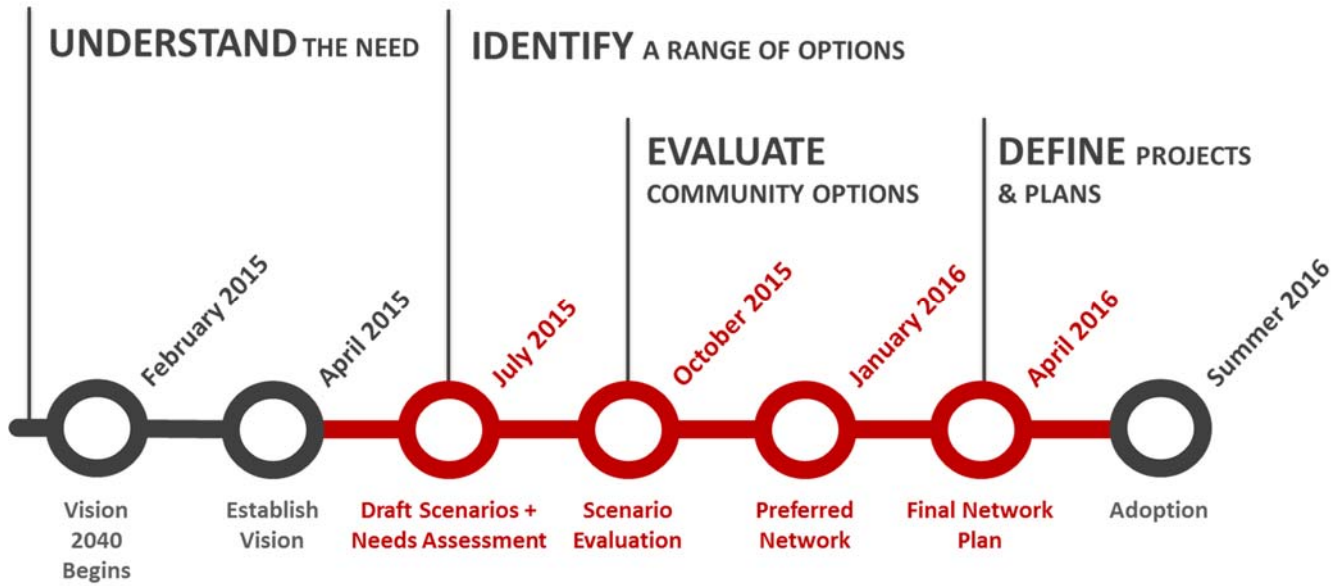 UNDERSTAND THE NEED
IDENTIFY A RANGE OF OPTIONS
EVALUATE
COMMUNITY OPTIONS
DEFINE PROJECTS
& PLANS
February 2015
April 2015
July 2015
October 2015
January 2016
April 2016
Summer 2016
Vision
2040
Begins
Establish
Vision
Draft Scenarios +
Needs Assessment
Scenario
Evaluation
Preferred
Network
Final Network
Plan
Adoption